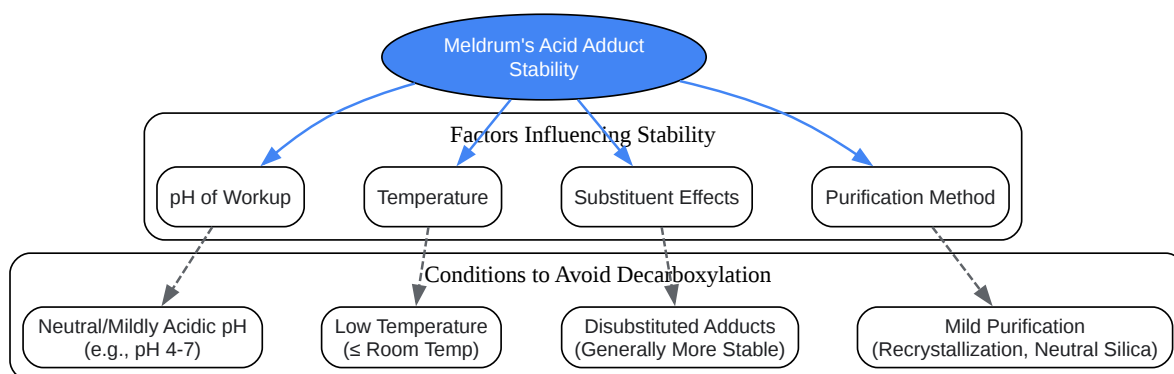 Meldrum's Acid Adduct
Stability
Factors Influencing Stability
pH of Workup
Temperature
Substituent Effects
Purification Method
Conditions to Avoid Decarboxylation
Neutral/Mildly Acidic pH
(e.g., pH 4-7)
Low Temperature
(≤ Room Temp)
Disubstituted Adducts
(Generally More Stable)
Mild Purification
(Recrystallization, Neutral Silica)